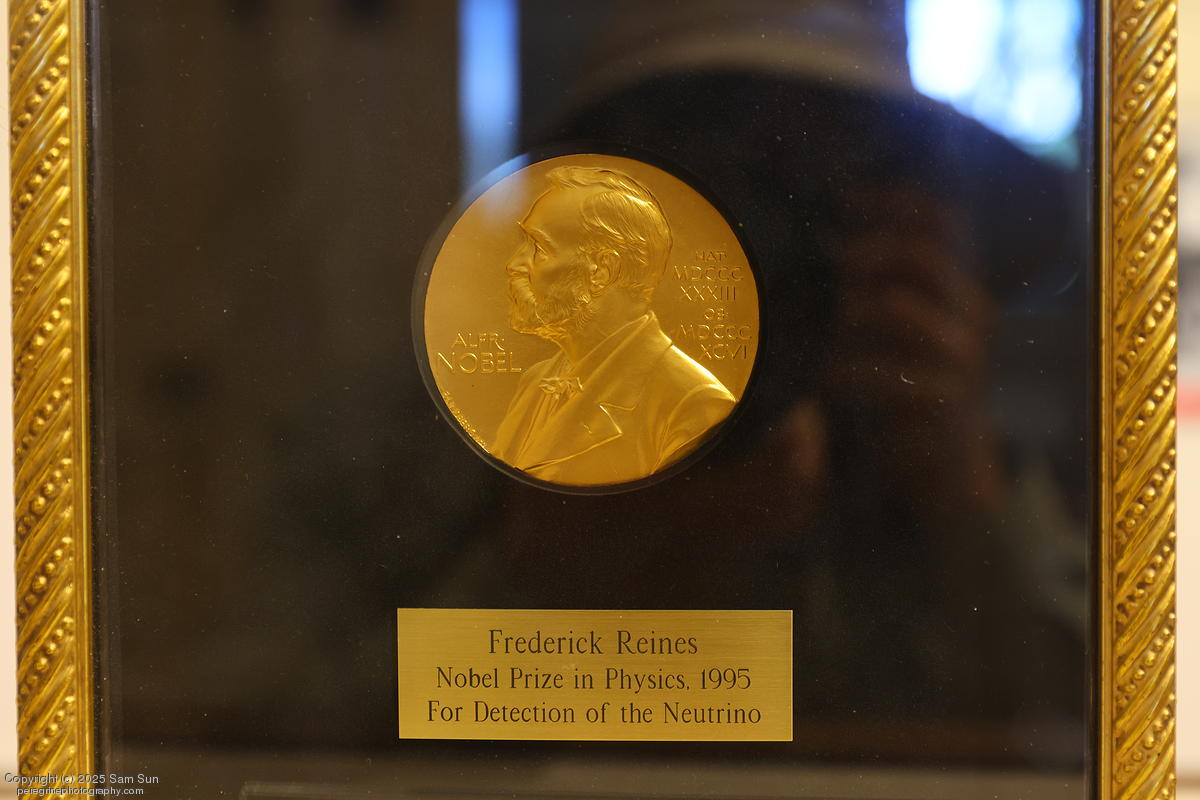 ALFR.
NOBEL
NAT.
MDCCC
XXXIII
OB.
MDCCC
XCVI
Frederick Reines
Nobel Prize in Physics, 1995
For Detection of the Neutrino
Copyright (c) 2025 Sam Sun
peregrinephotography.com